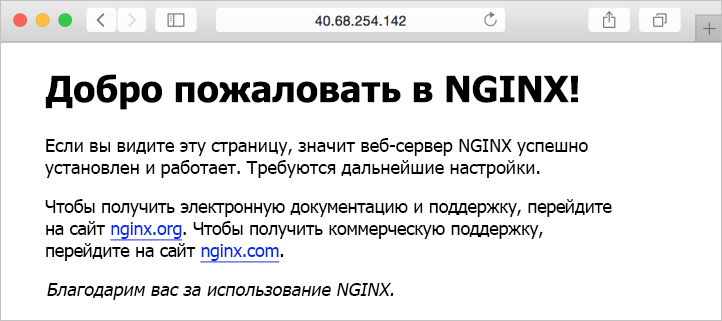 40.68.254.142
Добро пожаловать в NGINX!
Если вы видите эту страницу, значит веб-сервер NGINX успешно
установлен и работает. Требуются дальнейшие настройки.
Чтобы получить электронную документацию и поддержку, перейдите
на сайт nginx.org. Чтобы получить коммерческую поддержку,
перейдите на сайт nginx.com.
Благодарим вас за использование NGINX.